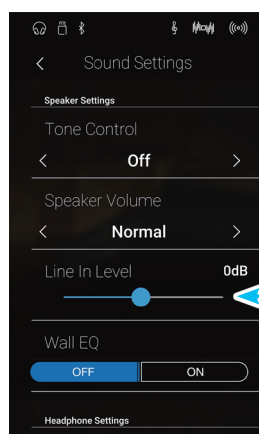 Sound Settings
Speaker Settings
Tone Control
Off
Speaker Volume
Normal
Line In Level 0dB
Wall EQ
OFF ON
Headphone Settings